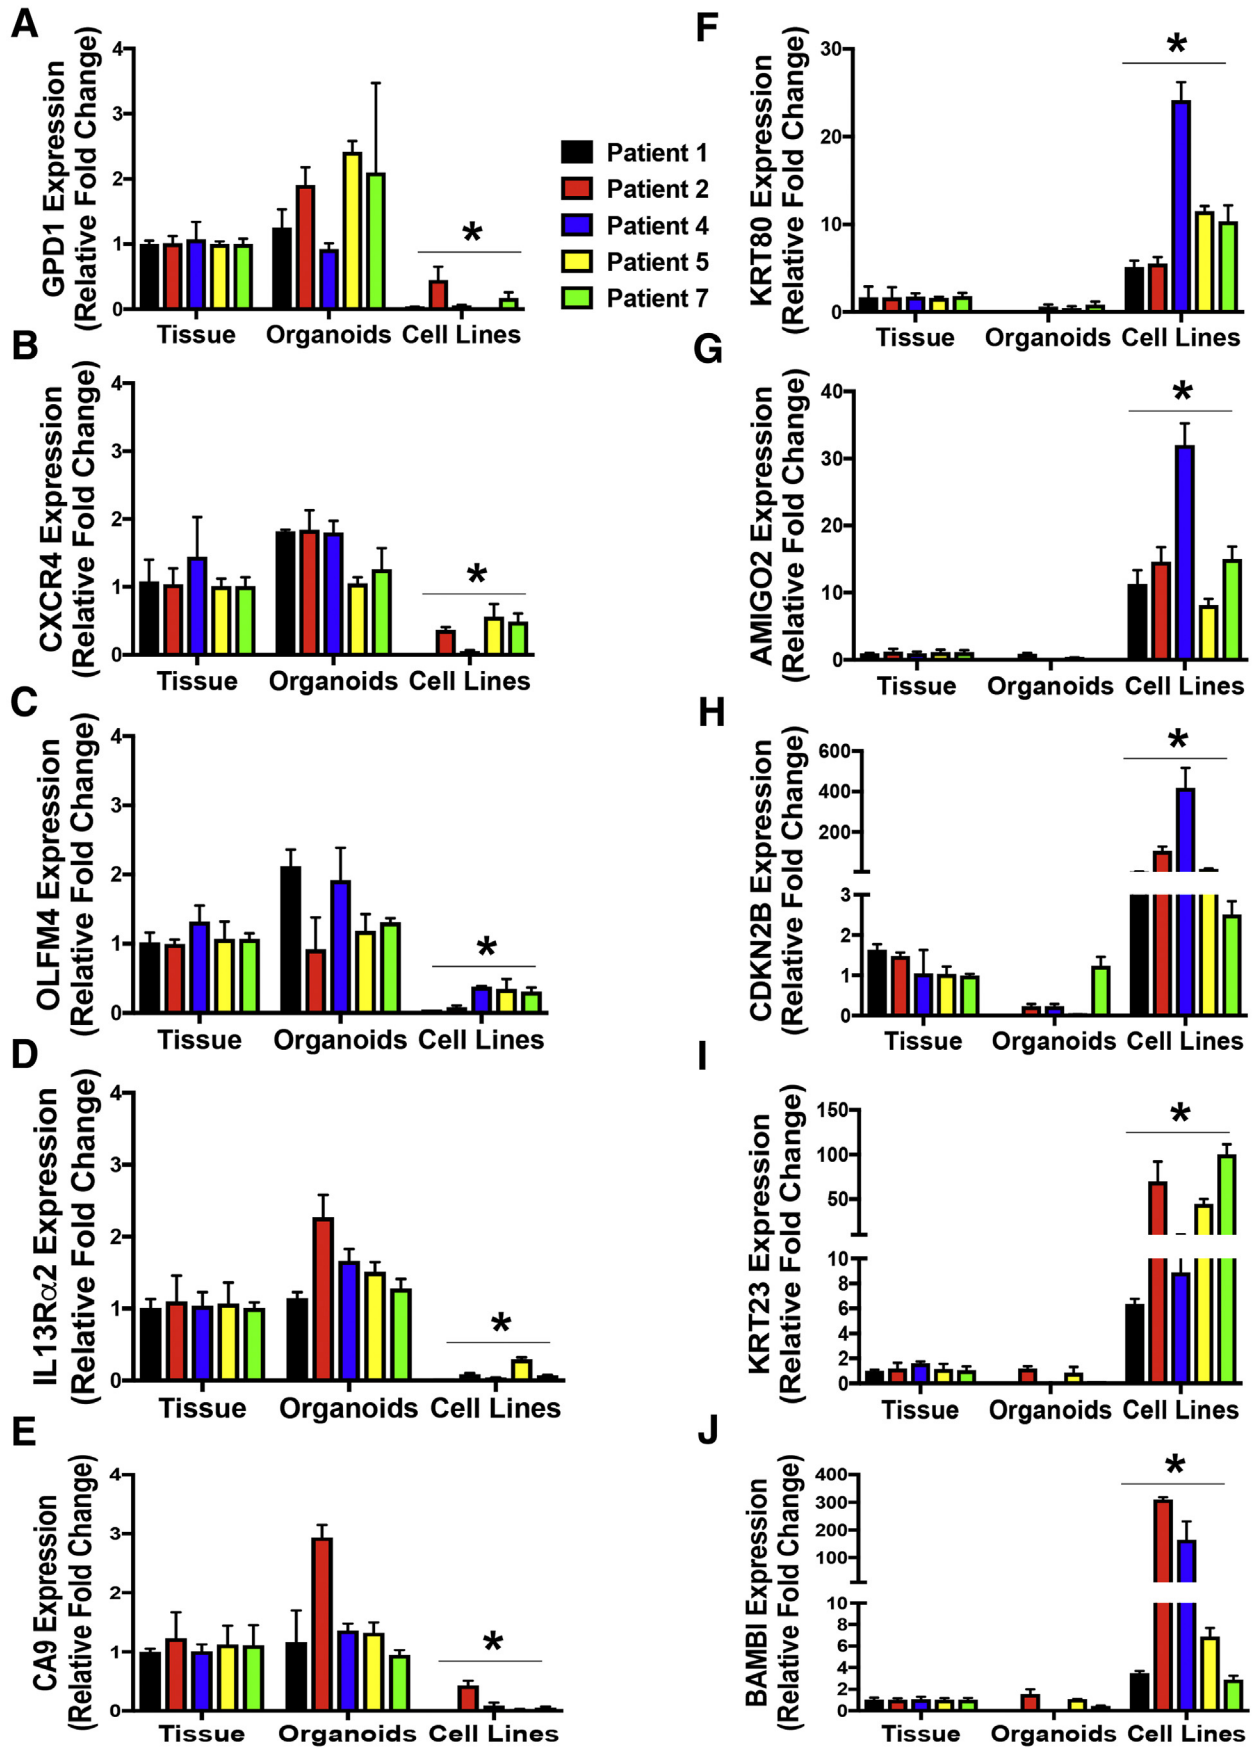 A
GPD1 Expression
(Relative Fold Change)
4
3
2
1
0
*
Tissue
Organoids
Cell Lines
Patient 1
Patient 2
Patient 4
Patient 5
Patient 7
B
CXCR4 Expression
(Relative Fold Change)
4
3
2
1
0
*
Tissue
Organoids
Cell Lines
C
OLFM4 Expression
(Relative Fold Change)
4
3
2
1
0
*
Tissue
Organoids
Cell Lines
D
IL13Rα2 Expression
(Relative Fold Change)
4
3
2
1
0
*
Tissue
Organoids
Cell Lines
E
CA9 Expression
(Relative Fold Change)
4
3
2
1
0
*
Tissue
Organoids
Cell Lines
F
KRT80 Expression
(Relative Fold Change)
30
20
10
0
*
Tissue
Organoids
Cell Lines
G
AMIGO2 Expression
(Relative Fold Change)
40
30
20
10
0
*
Tissue
Organoids
Cell Lines
H
CDKN2B Expression
(Relative Fold Change)
600
400
200
3
2
1
0
*
Tissue
Organoids
Cell Lines
I
KRT23 Expression
(Relative Fold Change)
150
100
50
10
8
6
4
2
0
*
Tissue
Organoids
Cell Lines
J
BAMBI Expression
(Relative Fold Change)
400
300
200
100
10
8
6
4
2
0
*
Tissue
Organoids
Cell Lines